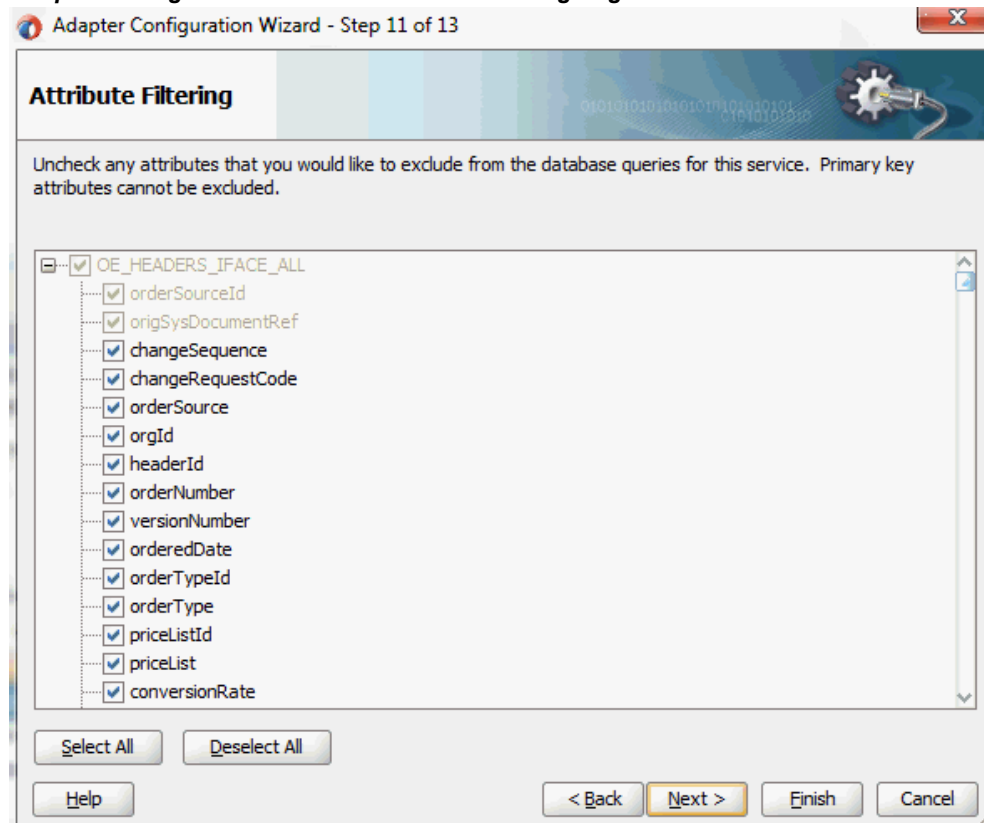 Adapter Configuration Wizard - Step 11 of 13
Attribute Filtering
Uncheck any attributes that you would like to exclude from the database queries for this service. Primary key
attributes cannot be excluded.
OE_HEADERS_IFACE_ALL
orderSourceId
origSysDocumentRef
changeSequence
changeRequestCode
orderSource
orgId
headerId
orderNumber
versionNumber
orderedDate
orderTypeId
orderType
priceListId
priceList
conversionRate
Select All Deselect All
Help < Back Next > Finish Cancel